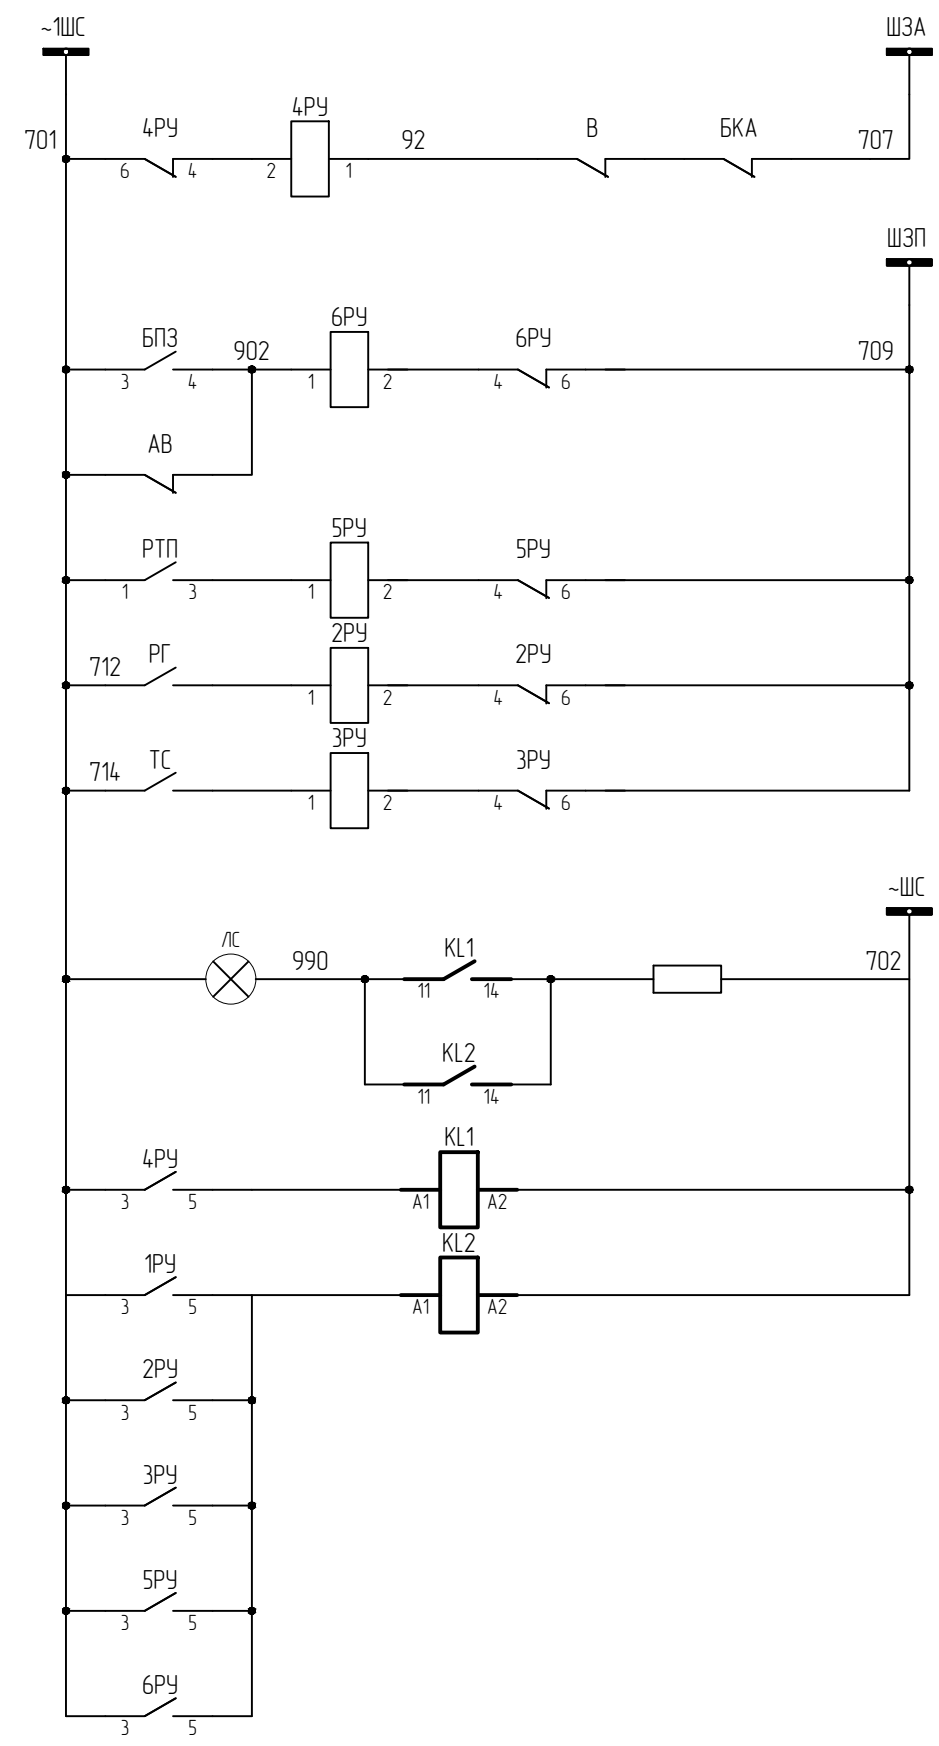 ~1ШС ШЗА
4РУ
701 4РУ 92 В БКА 707
6 4 2 1
ШЗП
6РУ
БПЗ 902 6РУ 709
3 4 1 2 4 6
АВ
5РУ
РТП 5РУ
1 3 1 2 4 6
2РУ
712 РГ 2РУ
1 2 4 6
3РУ
714 ТС 3РУ
1 2 4 6
~ШС
ЛС 990 KL1 702
11 14
KL2
11 14
KL1
4РУ
3 5 A1 A2
KL2
1РУ
3 5 A1 A2
2РУ
3 5
3РУ
3 5
5РУ
3 5
6РУ
3 5